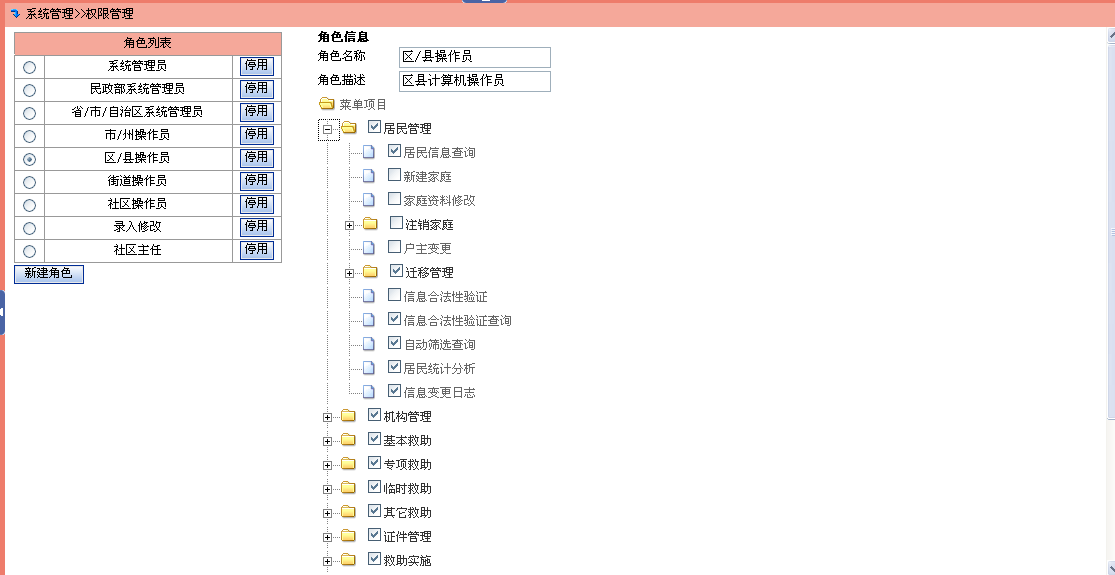 系统管理>>权限管理
角色列表
系统管理员 停用
民政部系统管理员 停用
省/市/自治区系统管理员 停用
市/州操作员 停用
区/县操作员 停用
街道操作员 停用
社区操作员 停用
录入修改 停用
社区主任 停用
新建角色
角色信息
角色名称 区/县操作员
角色描述 区县计算机操作员
菜单项目
居民管理
居民信息查询
新建家庭
家庭资料修改
注销家庭
户主变更
迁移管理
信息合法性验证
信息合法性验证查询
自动筛选查询
居民统计分析
信息变更日志
机构管理
基本救助
专项救助
临时救助
其它救助
证件管理
救助实施